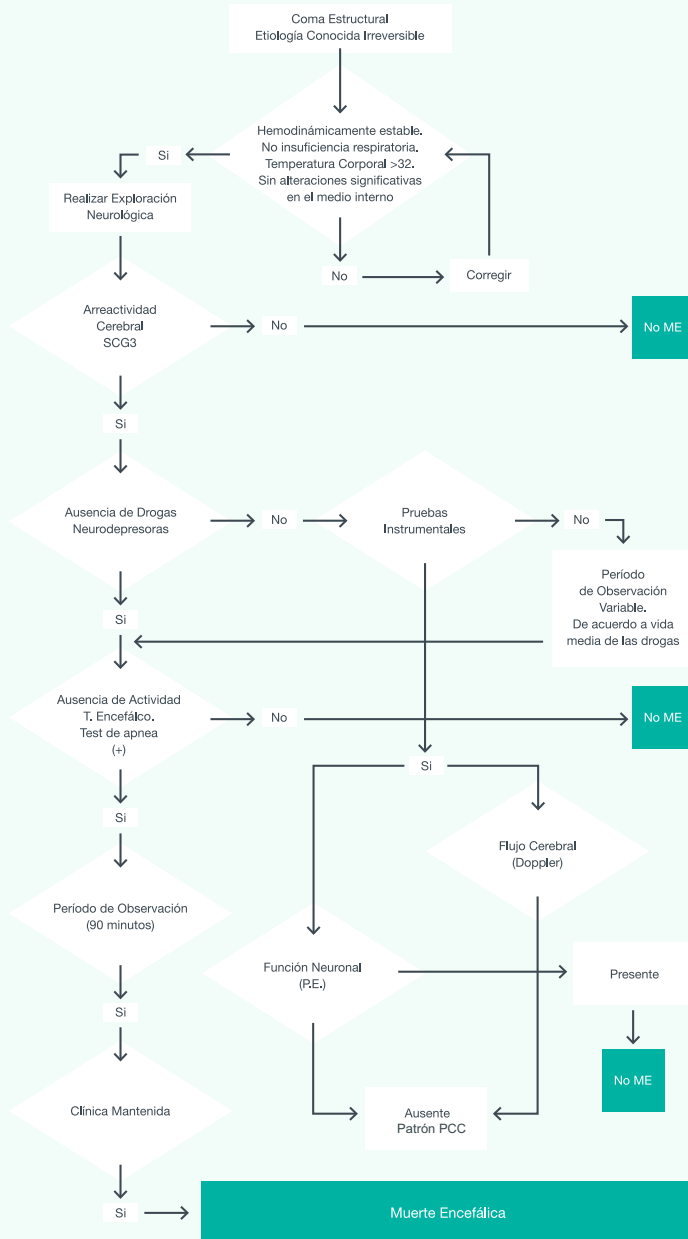 Coma Estructural
Etiología Conocida Irreversible
Hemodinámicamente estable.
No insuficiencia respiratoria.
Temperatura Corporal >32.
Sin alteraciones significativas
en el medio interno
Si
Realizar Exploración
Neurológica
No
Corregir
Arreactividad
Cerebral
SCG3
No
No ME
Si
Ausencia de Drogas
Neurodepresoras
No
Pruebas
Instrumentales
No
Período
de Observación
Variable.
De acuerdo a vida
media de las drogas
Si
Ausencia de Actividad
T. Encefálco.
Test de apnea
(+)
No
No ME
Si
Si
Flujo Cerebral
(Doppler)
Período de Observación
(90 minutos)
Función Neuronal
(P.E.)
Presente
Si
No ME
Clínica Mantenida
Ausente
Patrón PCC
Si
Muerte Encefálica